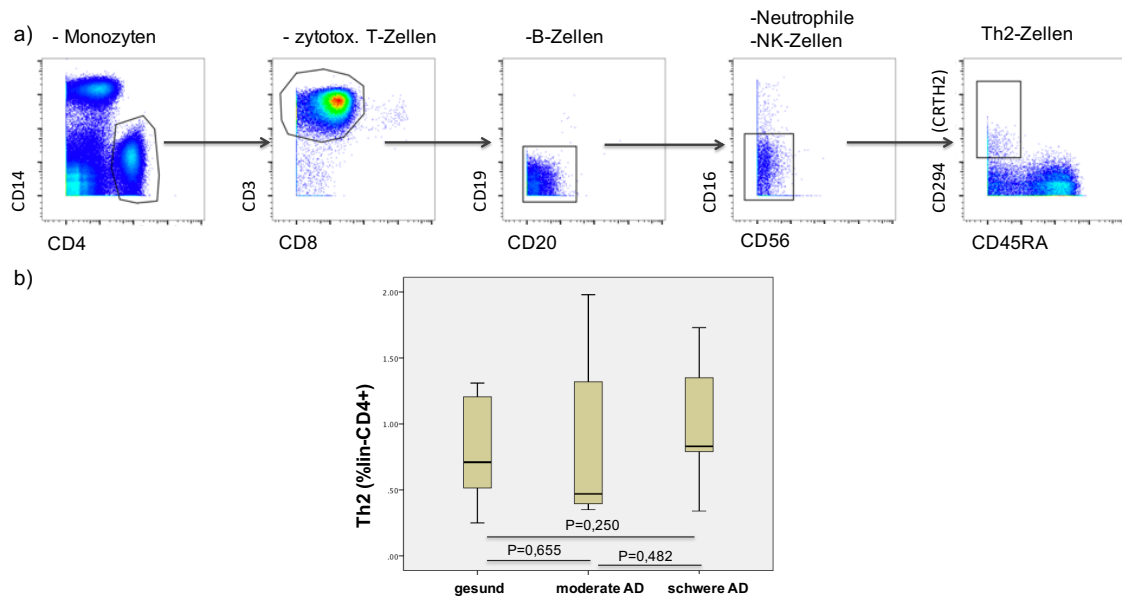 a)
- Monozyten
- zytotox. T-Zellen
-B-Zellen
-Neutrophile
-NK-Zellen
Th2-Zellen
CD14
CD4
CD3
CD8
CD19
CD20
CD16
CD56
CD294 (CRTH2)
CD45RA
b)
Th2 (%lin-CD4+)
2.00
1.50
1.00
.50
.00
P=0,250
P=0,655
P=0,482
gesund
moderate AD
schwere AD